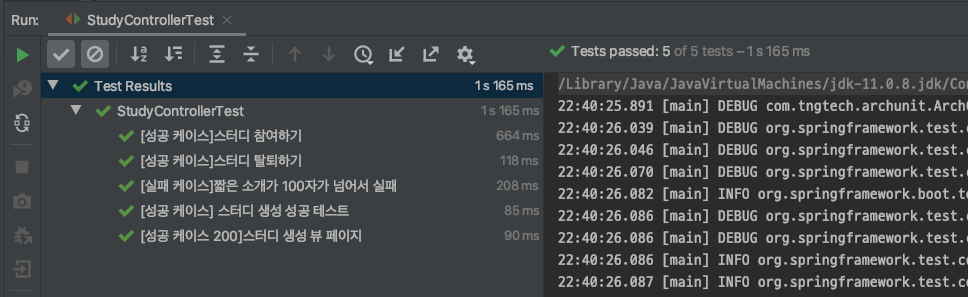 Run: StudyControllerTest
Tests passed: 5 of 5 tests – 1 s 165 ms
Test Results 1 s 165 ms
StudyControllerTest 1 s 165 ms
[성공 케이스]스터디 참여하기 664 ms
[성공 케이스]스터디 탈퇴하기 118 ms
[실패 케이스]짧은 소개가 100자가 넘어서 실패 208 ms
[성공 케이스] 스터디 생성 성공 테스트 85 ms
[성공 케이스 200]스터디 생성 뷰 페이지 90 ms
/Library/Java/JavaVirtualMachines/jdk-11.0.8.jdk/Con
22:40:25.891 [main] DEBUG com.tngtech.archunit.Arch
22:40:26.039 [main] DEBUG org.springframework.test.c
22:40:26.046 [main] DEBUG org.springframework.test.c
22:40:26.070 [main] DEBUG org.springframework.test.c
22:40:26.082 [main] INFO org.springframework.boot.te
22:40:26.086 [main] DEBUG org.springframework.test.c
22:40:26.086 [main] DEBUG org.springframework.test.c
22:40:26.086 [main] INFO org.springframework.test.co
22:40:26.087 [main] INFO org.springframework.test.co